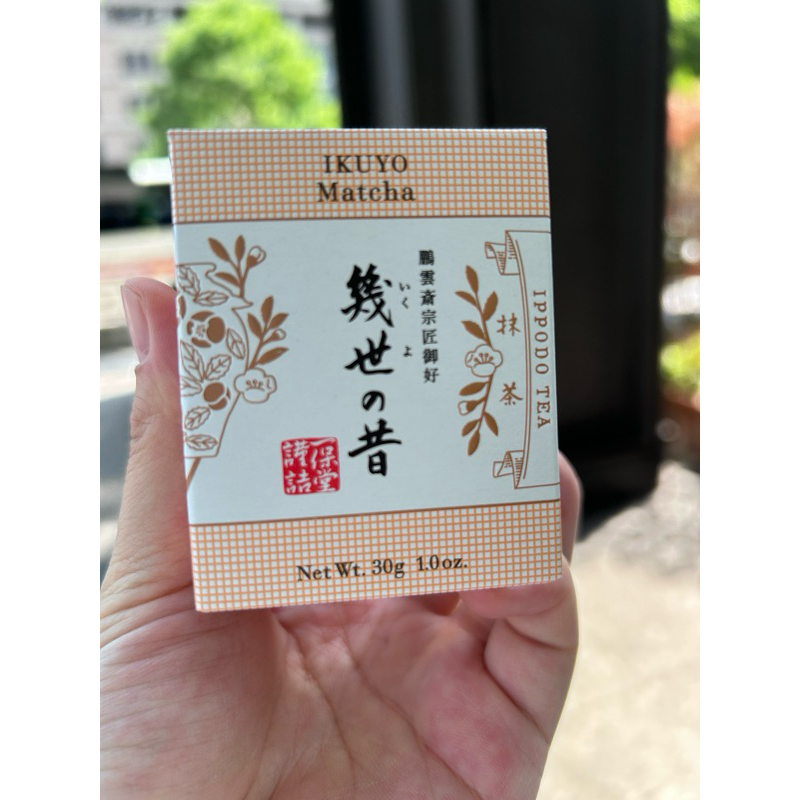 IKUYO
Matcha
鵬雲斎宗匠御好
幾世の昔
いく
よ
抹茶
IPPODO TEA
一保堂
謹詰
Net Wt. 30g 1.0oz.